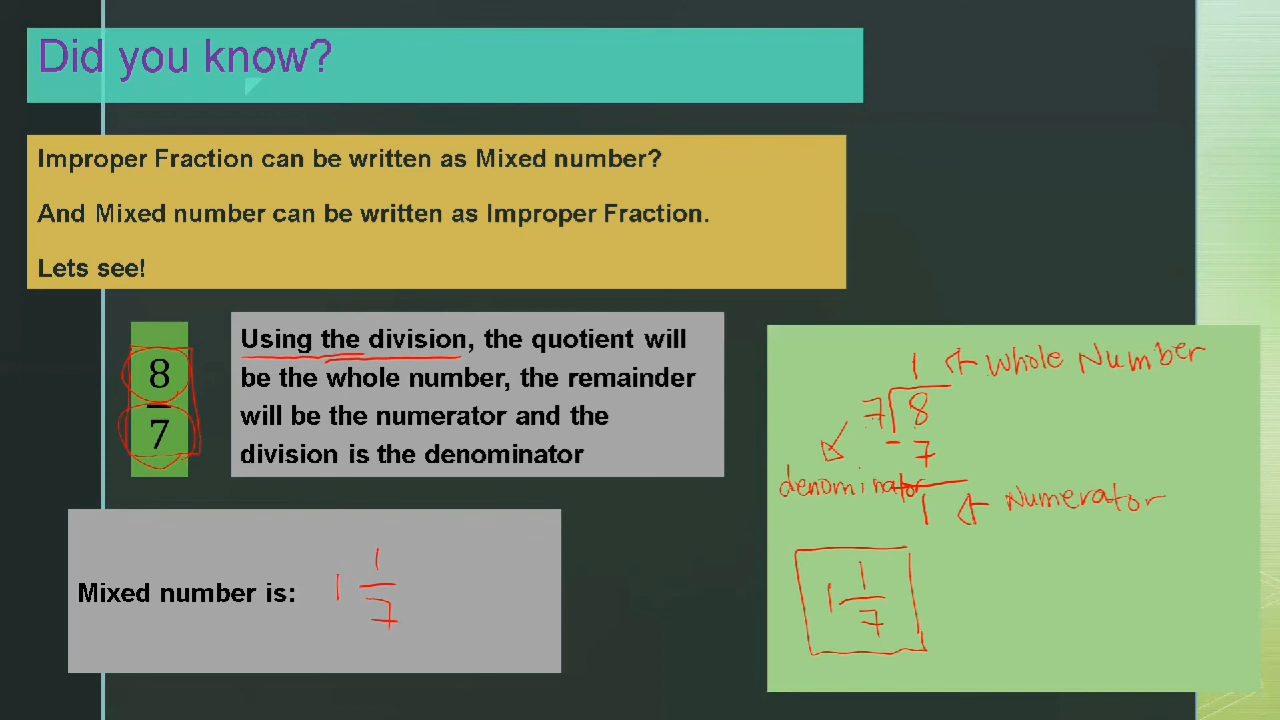 Did you know?
Improper Fraction can be written as Mixed number?
And Mixed number can be written as Improper Fraction.
Lets see!
8
7
Using the division, the quotient will
be the whole number, the remainder
will be the numerator and the
division is the denominator
1 ← Whole Number
7 8
- 7
denominator
1 ← Numerator
1 1/7
Mixed number is: 1 1/7